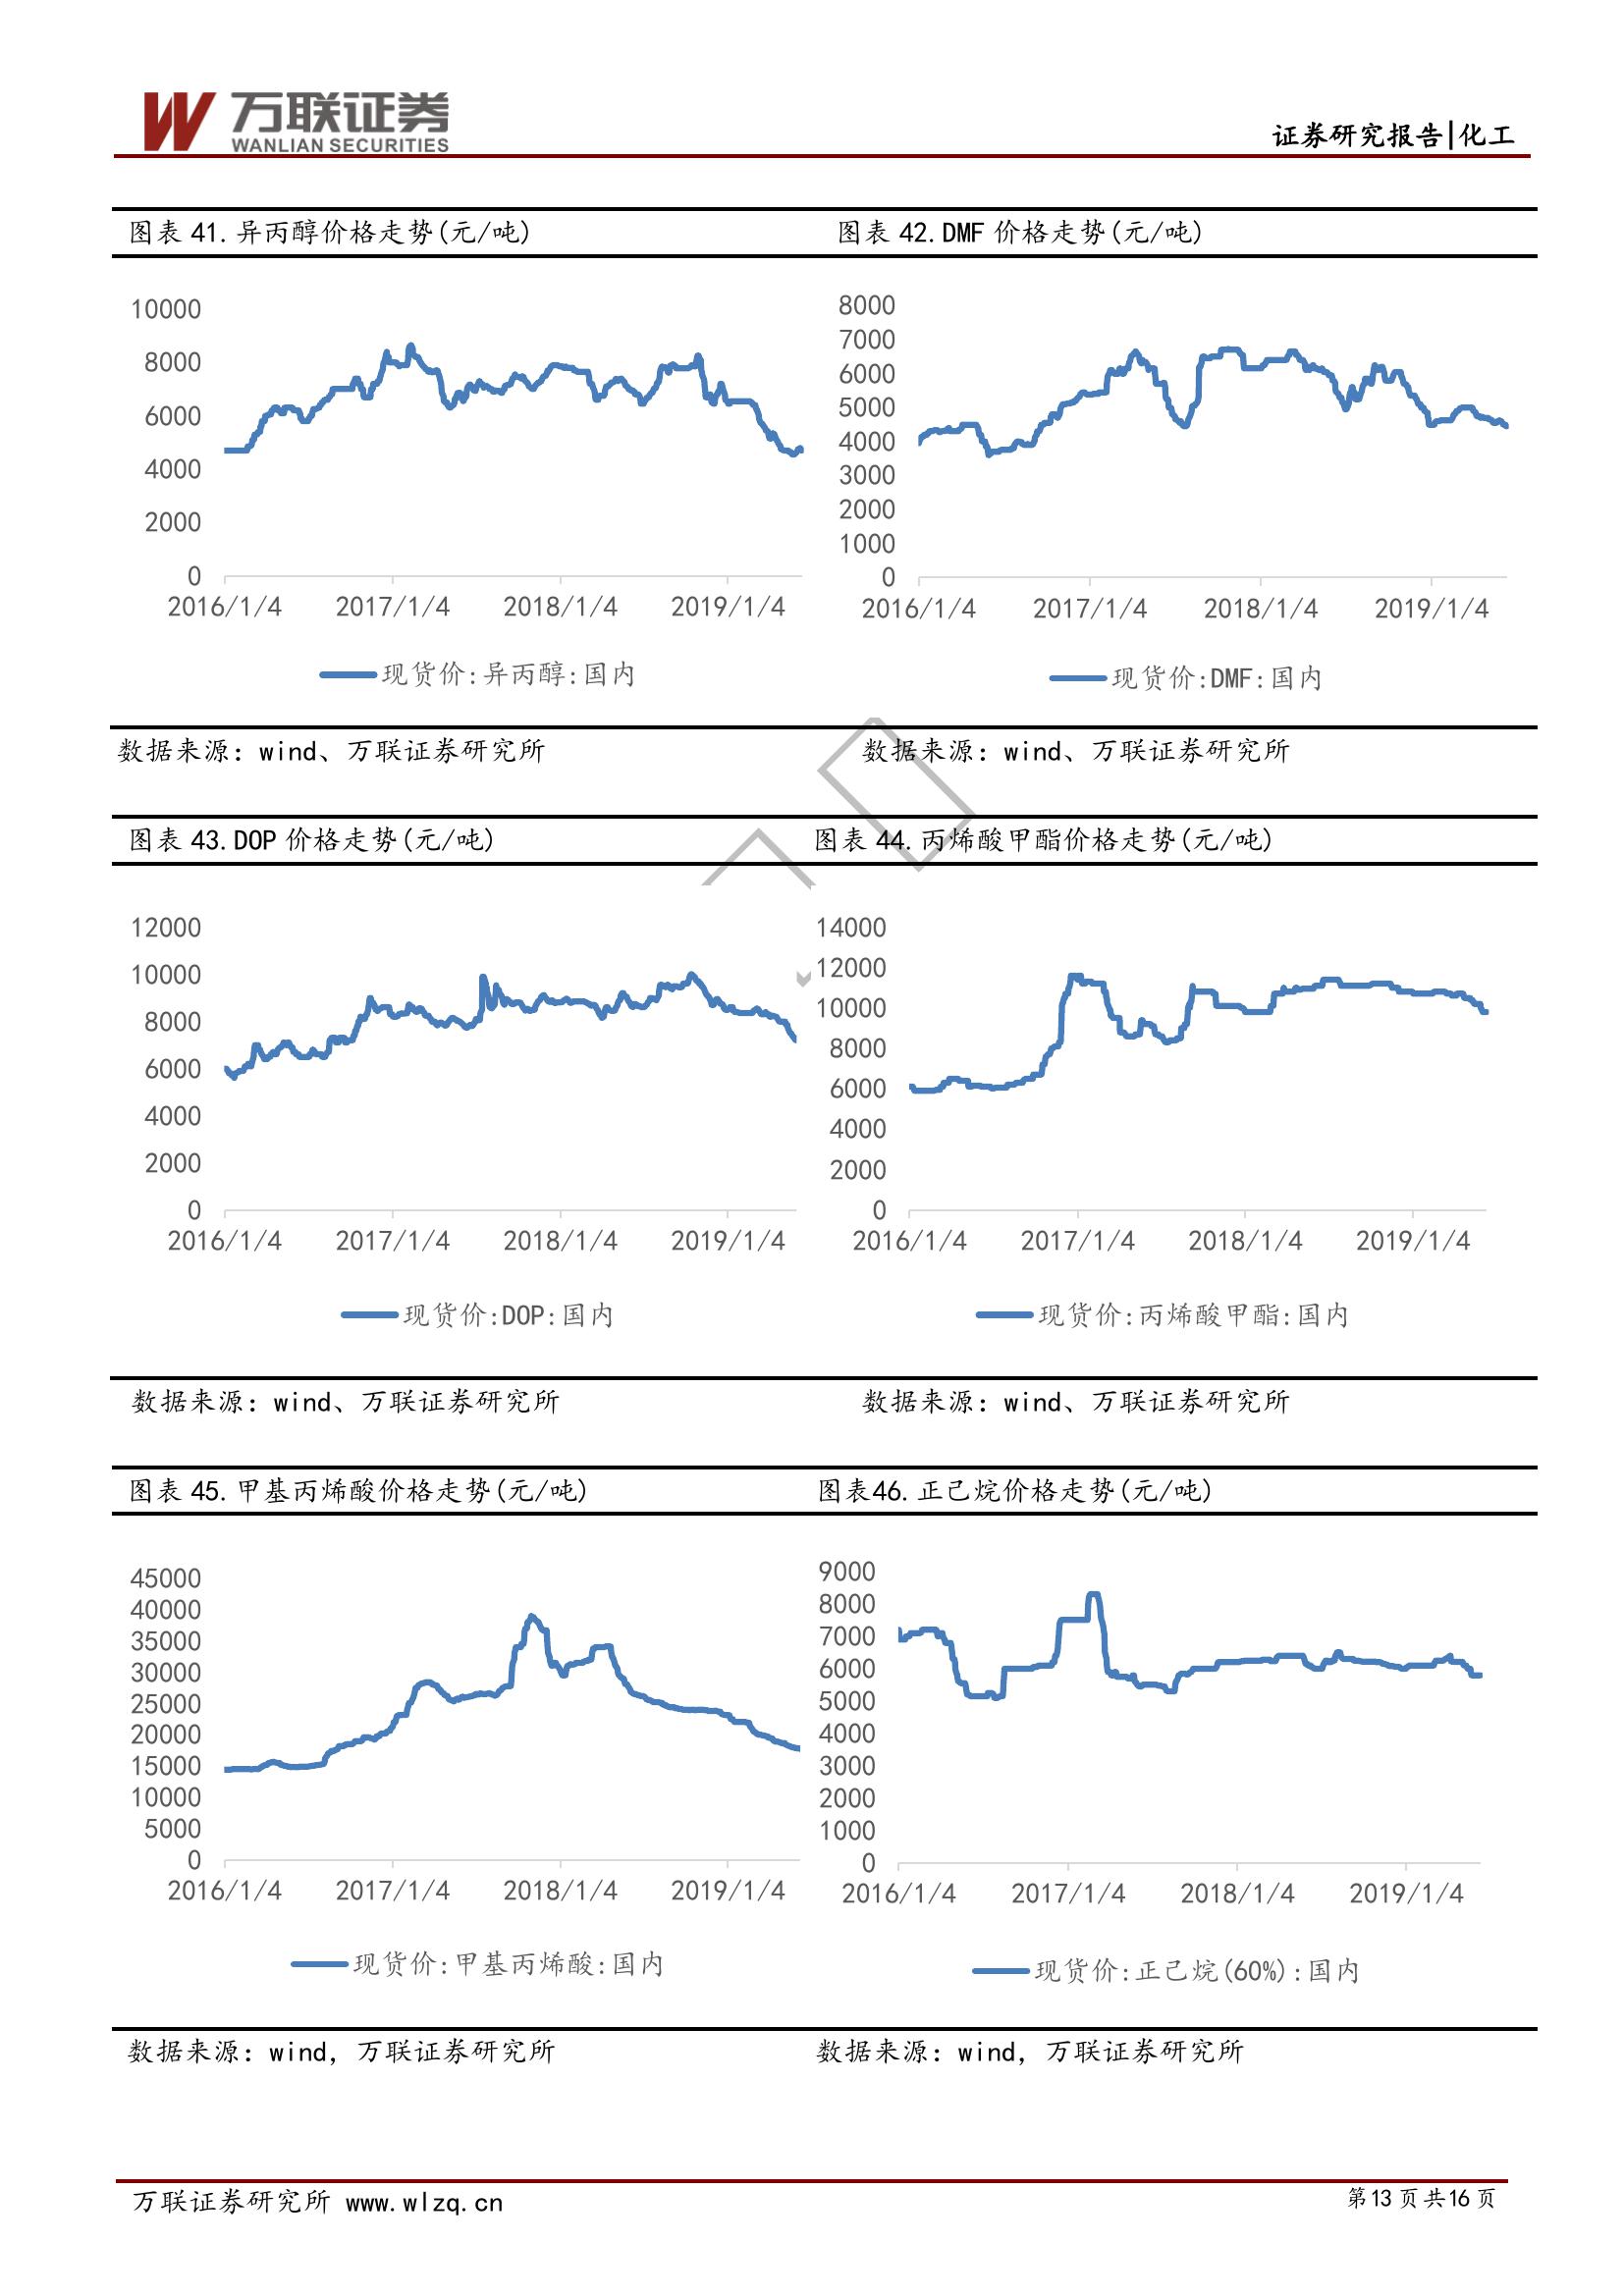 万联证券
WANLIAN SECURITIES
证券研究报告|化工
图表 41.异丙醇价格走势(元/吨)
图表 42.DMF 价格走势(元/吨)
10000
8000
6000
4000
2000
0
2016/1/4 2017/1/4 2018/1/4 2019/1/4
现货价:异丙醇:国内
8000
7000
6000
5000
4000
3000
2000
1000
0
2016/1/4 2017/1/4 2018/1/4 2019/1/4
现货价:DMF:国内
数据来源：wind、万联证券研究所
数据来源：wind、万联证券研究所
图表 43.DOP 价格走势(元/吨)
图表 44.丙烯酸甲酯价格走势(元/吨)
12000
10000
8000
6000
4000
2000
0
2016/1/4 2017/1/4 2018/1/4 2019/1/4
现货价:DOP:国内
14000
12000
10000
8000
6000
4000
2000
0
2016/1/4 2017/1/4 2018/1/4 2019/1/4
现货价:丙烯酸甲酯:国内
数据来源：wind、万联证券研究所
数据来源：wind、万联证券研究所
图表 45.甲基丙烯酸价格走势(元/吨)
图表46.正己烷价格走势(元/吨)
45000
40000
35000
30000
25000
20000
15000
10000
5000
0
2016/1/4 2017/1/4 2018/1/4 2019/1/4
现货价:甲基丙烯酸:国内
9000
8000
7000
6000
5000
4000
3000
2000
1000
0
2016/1/4 2017/1/4 2018/1/4 2019/1/4
现货价:正己烷(60%):国内
数据来源：wind，万联证券研究所
数据来源：wind，万联证券研究所
万联证券研究所 www.wlzq.cn
第13 页 共16 页